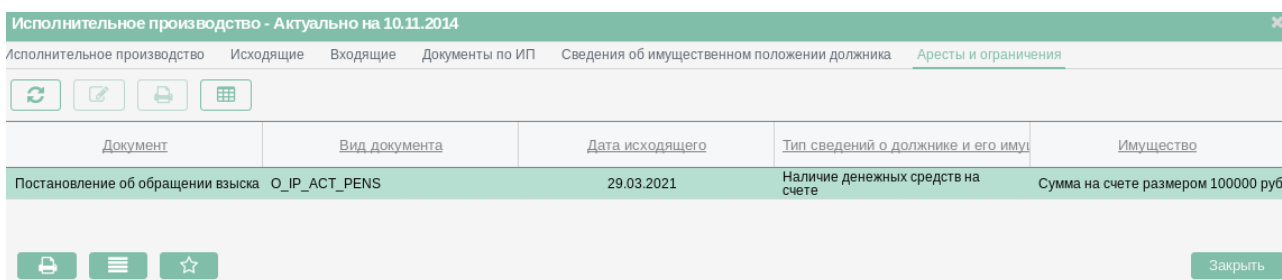 Исполнительное производство - Актуально на 10.11.2014
Исполнительное производство Исходящие Входящие Документы по ИП Сведения об имущественном положении должника Аресты и ограничения
Документ Вид документа Дата исходящего Тип сведений о должнике и его имущ Имущество
Постановление об обращении взыска O_IP_ACT_PENS 29.03.2021 Наличие денежных средств на счете Сумма на счете размером 100000 руб
Закрыть